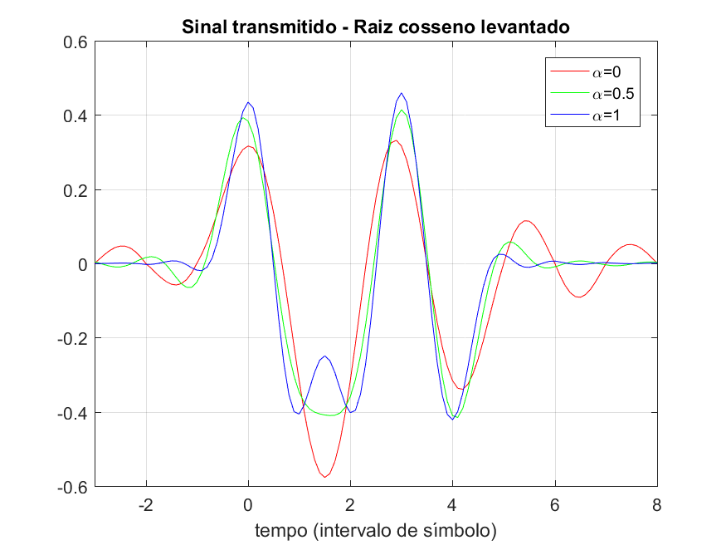 Sinal transmitido - Raiz cosseno levantado
0.6
0.4
0.2
0
-0.2
-0.4
-0.6
-2
0
2
4
6
8
tempo (intervalo de símbolo)
α=0
α=0.5
α=1